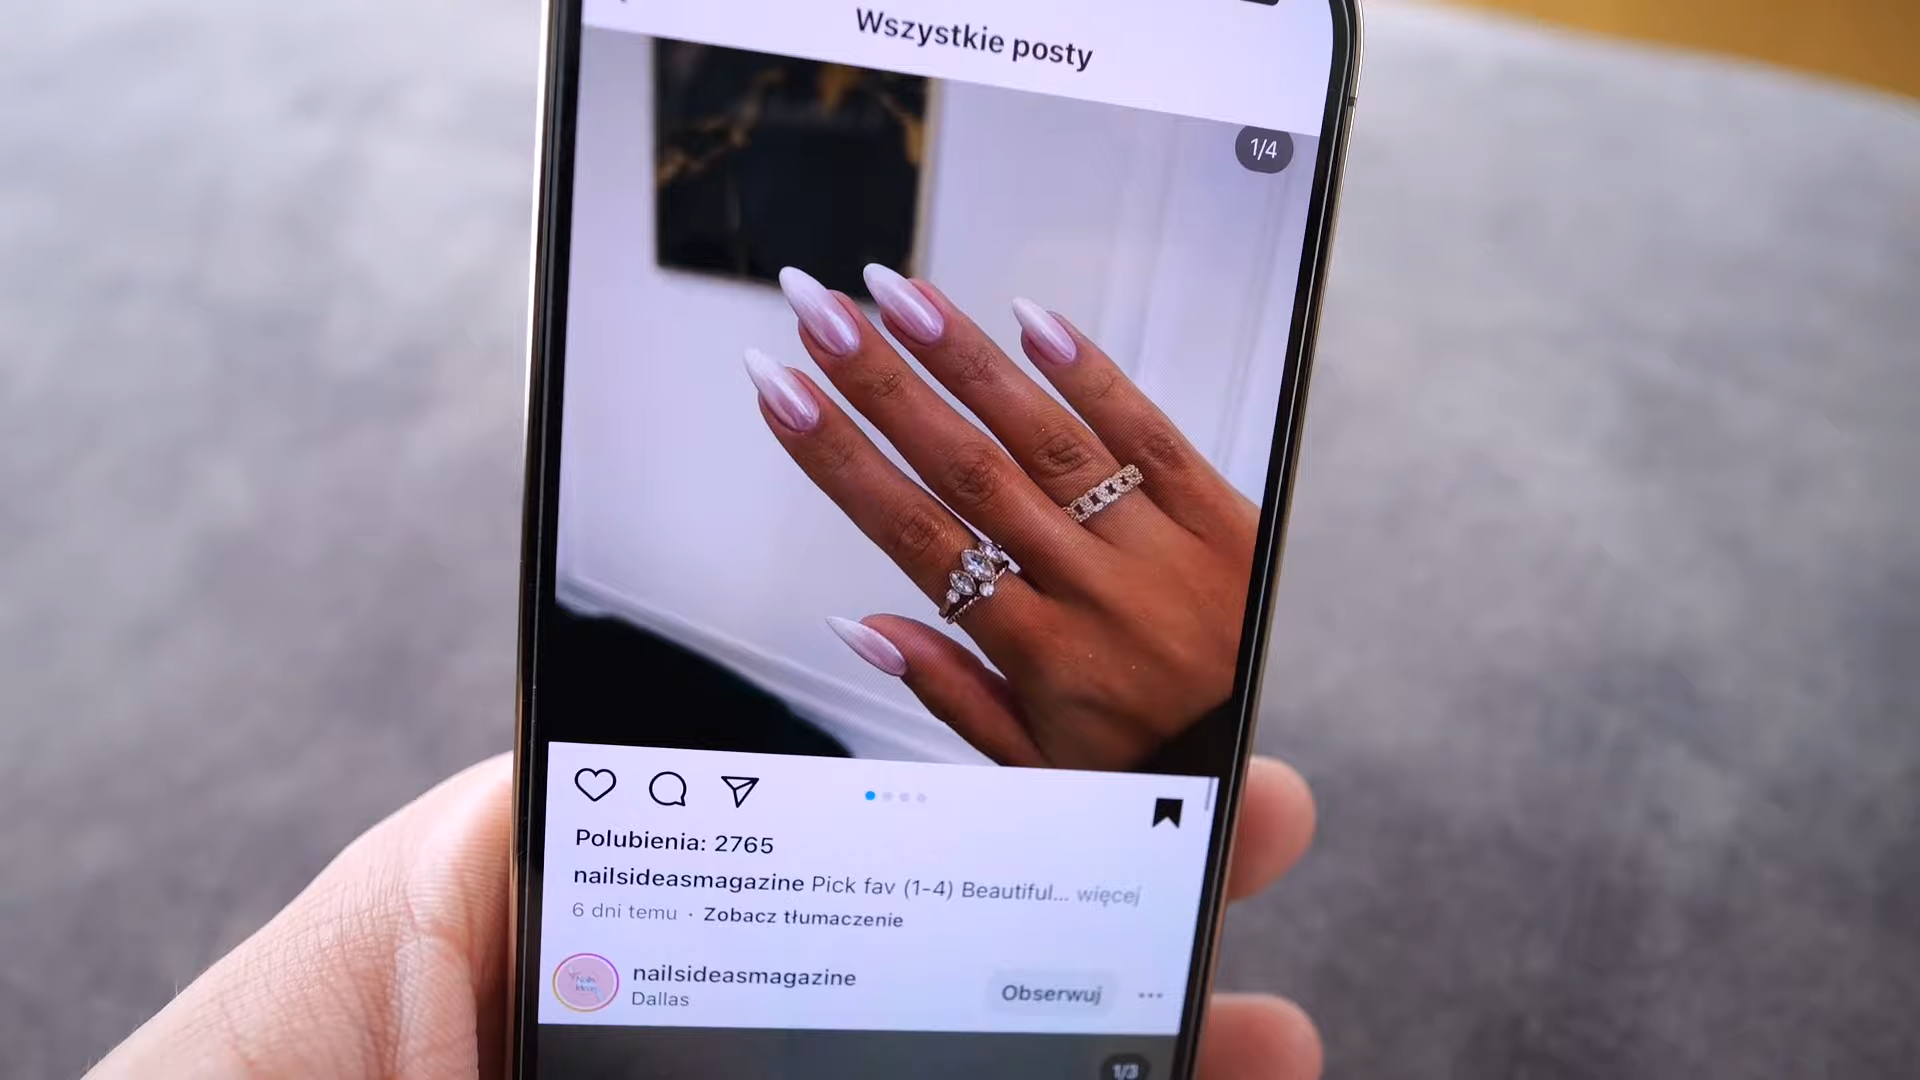 Wszystkie posty
1/4
Polubienia: 2765
nailsideasmagazine Pick fav (1-4) Beautiful... więcej
6 dni temu · Zobacz tłumaczenie
nailsideasmagazine
Dallas
Obserwuj
1/3